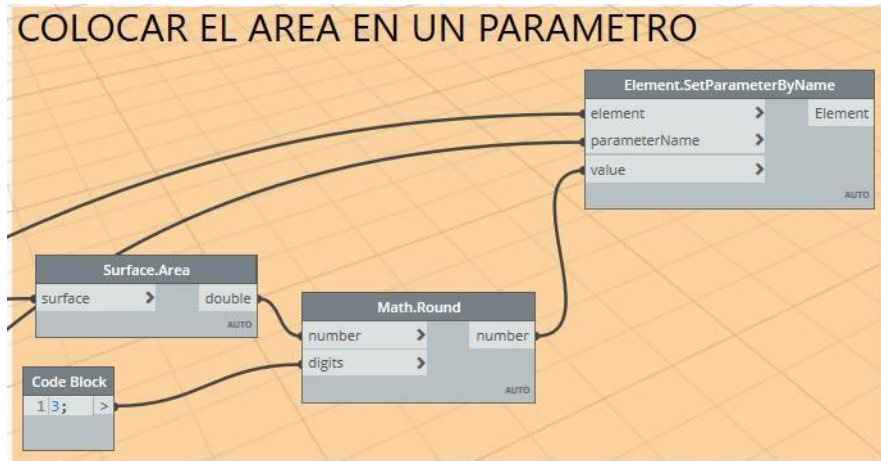 COLOCAR EL AREA EN UN PARAMETRO
Element.SetParameterByName
element > Element
parameterName >
value >
AUTO
Surface.Area
surface > double
AUTO
Math.Round
number > number
digits >
AUTO
Code Block
1 3; >